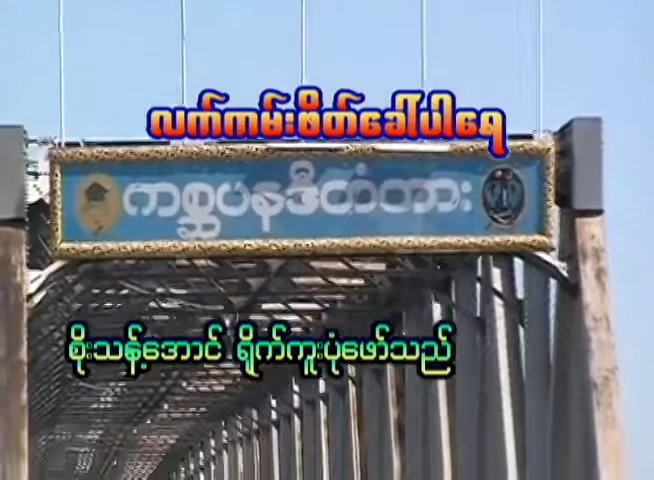 လက်ကမ်းဗိတ်ခေါ်ပါရေ
ကစ္ဆပနဒီတံတား
စိုးသန့်အောင် ရိုက်ကူးပုံဖော်သည်